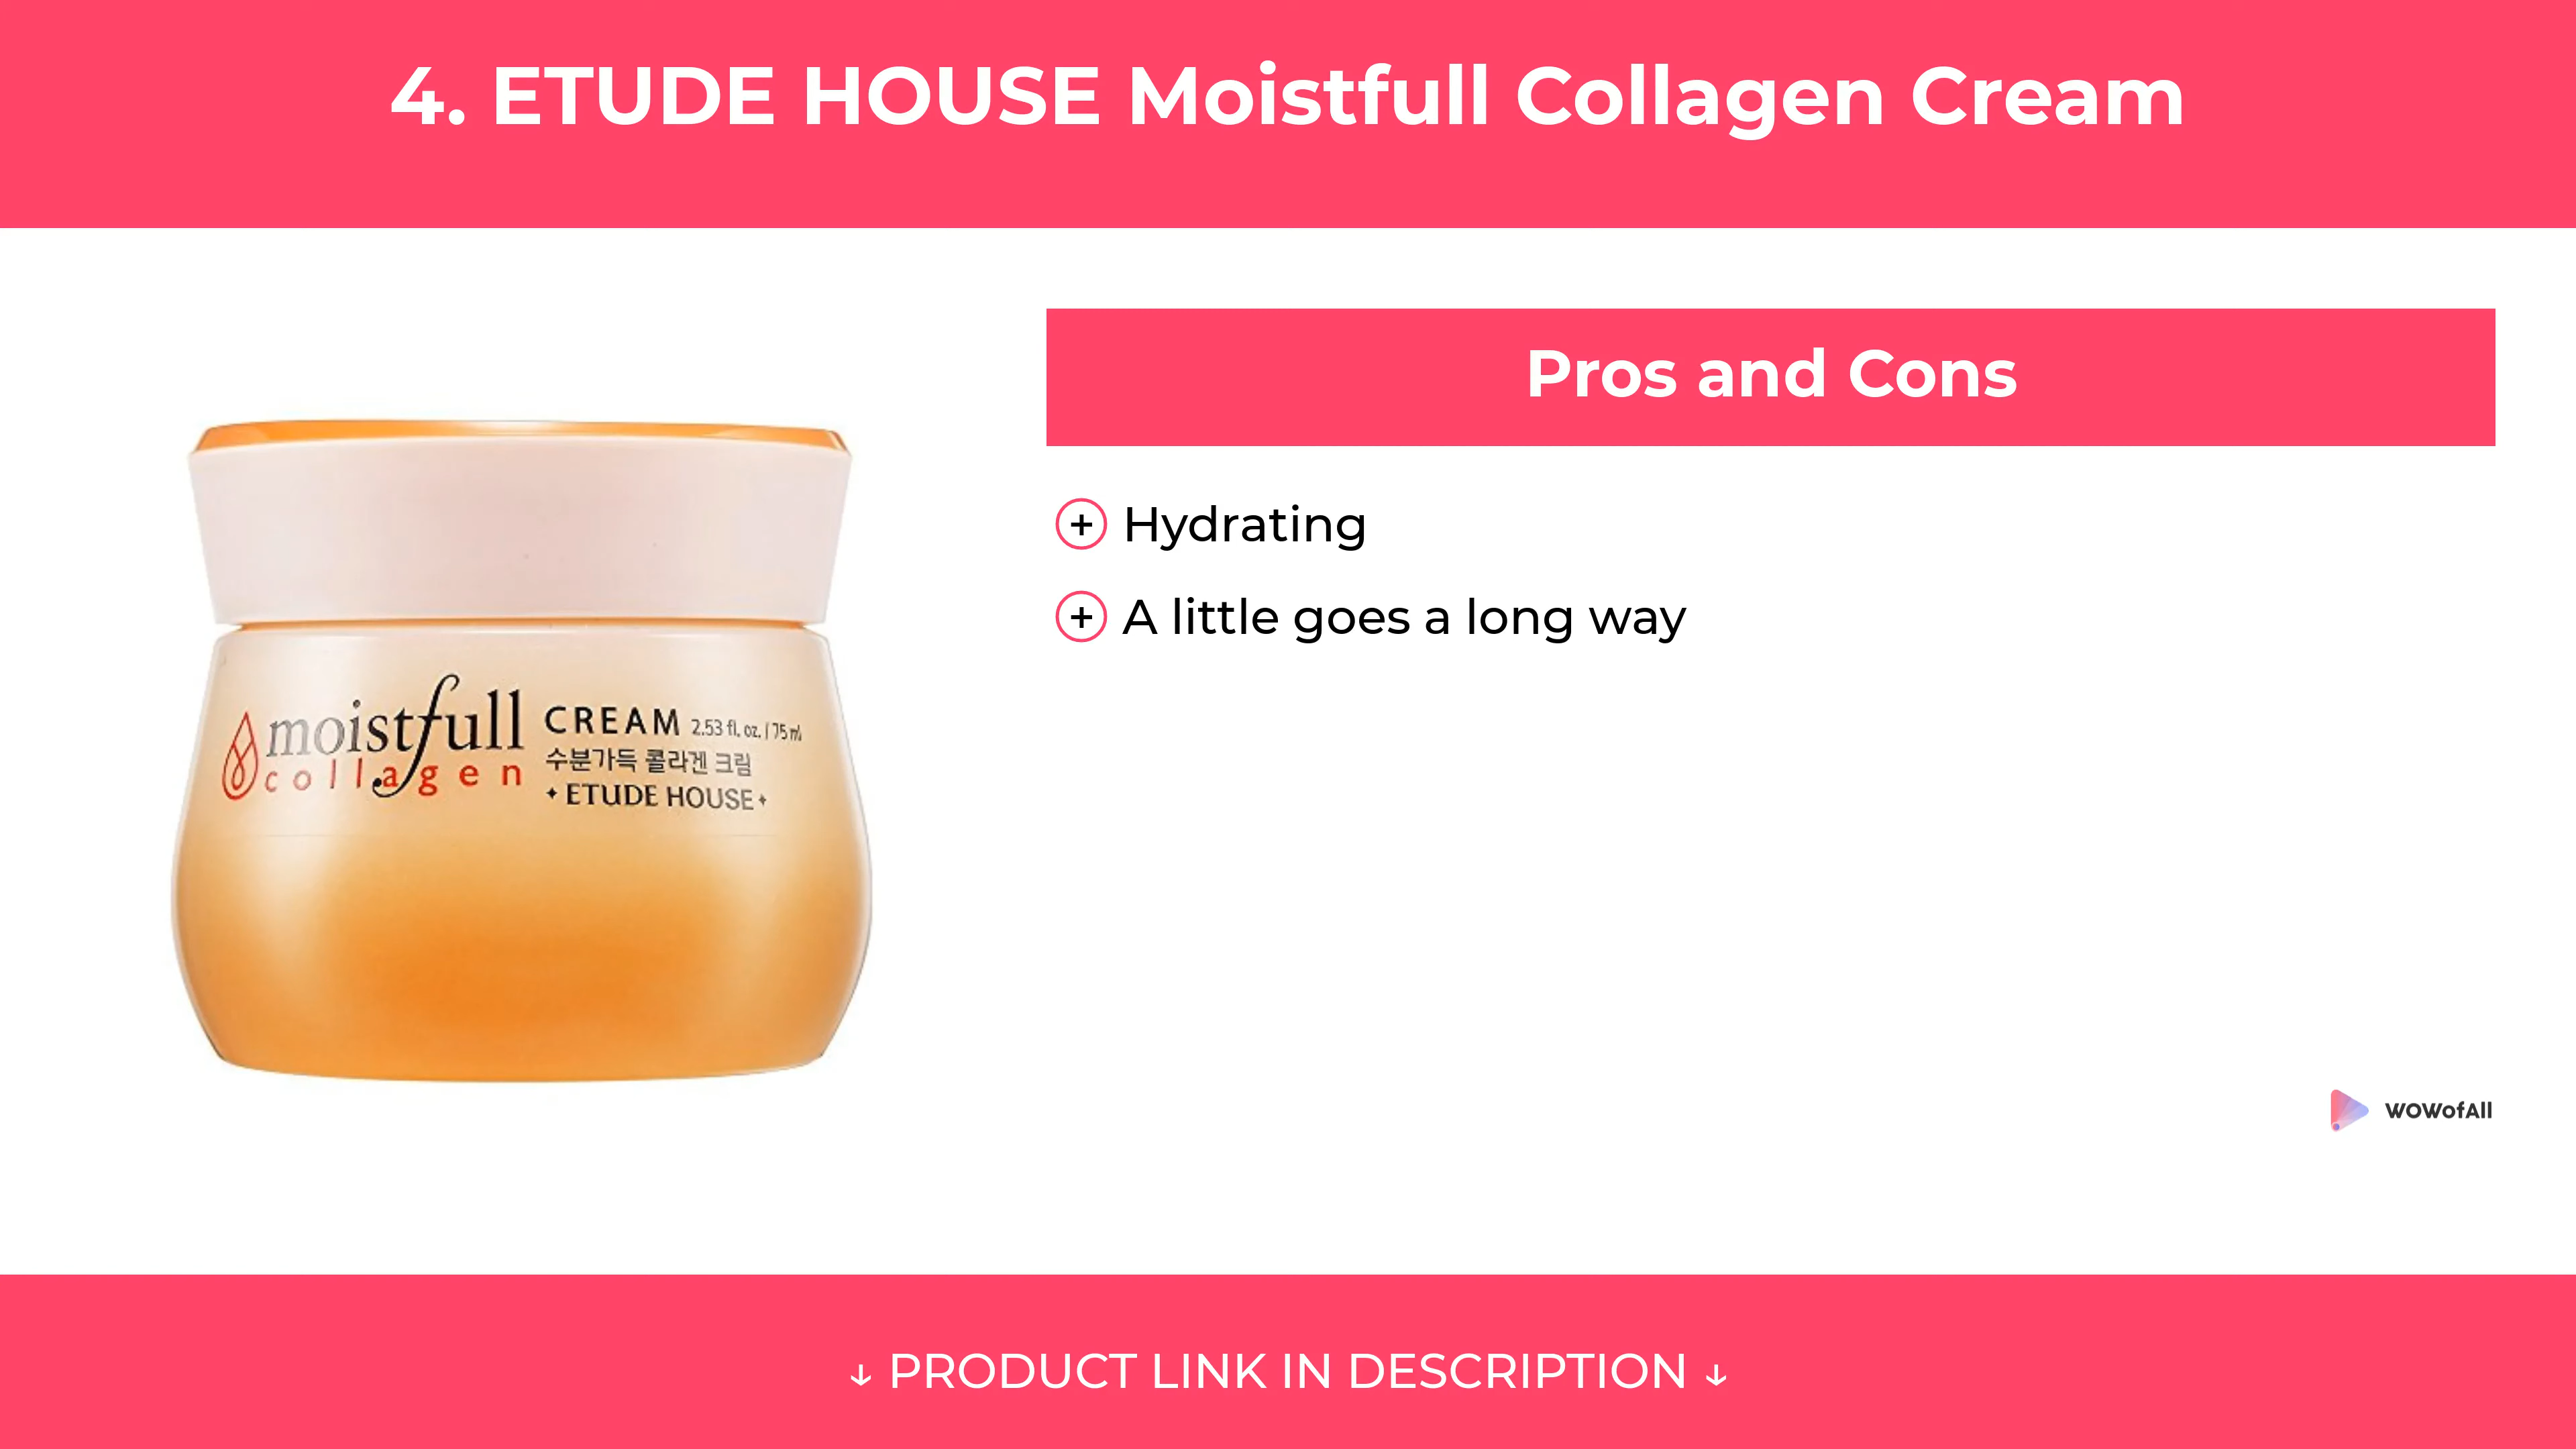 4. ETUDE HOUSE Moistfull Collagen Cream
Pros and Cons
+ Hydrating
+ A little goes a long way
moistfull
collagen
CREAM 2.53 fl. oz. / 75 ml
수분가득 콜라겐 크림
ETUDE HOUSE
WOWofAll
↓ PRODUCT LINK IN DESCRIPTION ↓